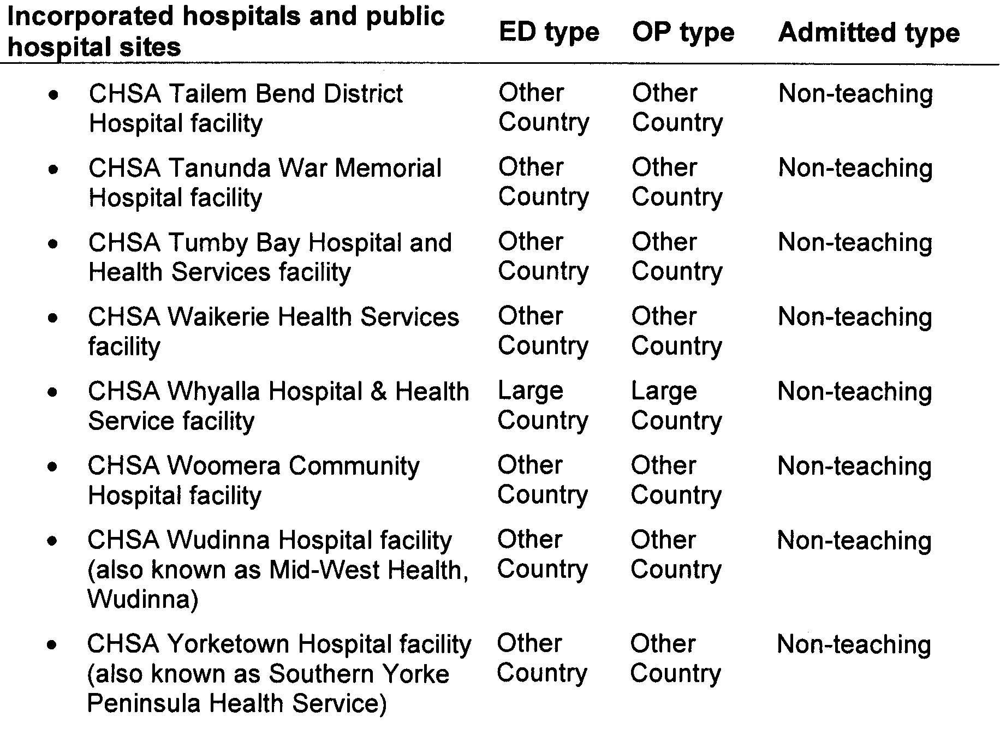 Incorporated hospitals and public hospital sites ED type OP type Admitted type
• CHSA Tailem Bend District Other Other Non-teaching
Hospital facility Country Country
• CHSA Tanunda War Memorial Other Other Non-teaching
Hospital facility Country Country
• CHSA Tumby Bay Hospital and Other Other Non-teaching
Health Services facility Country Country
• CHSA Waikerie Health Services Other Other Non-teaching
facility Country Country
• CHSA Whyalla Hospital & Health Large Large Non-teaching
Service facility Country Country
• CHSA Woomera Community Other Other Non-teaching
Hospital facility Country Country
• CHSA Wudinna Hospital facility Other Other Non-teaching
(also known as Mid-West Health, Country Country
Wudinna)
• CHSA Yorketown Hospital facility Other Other Non-teaching
(also known as Southern Yorke Country Country
Peninsula Health Service)